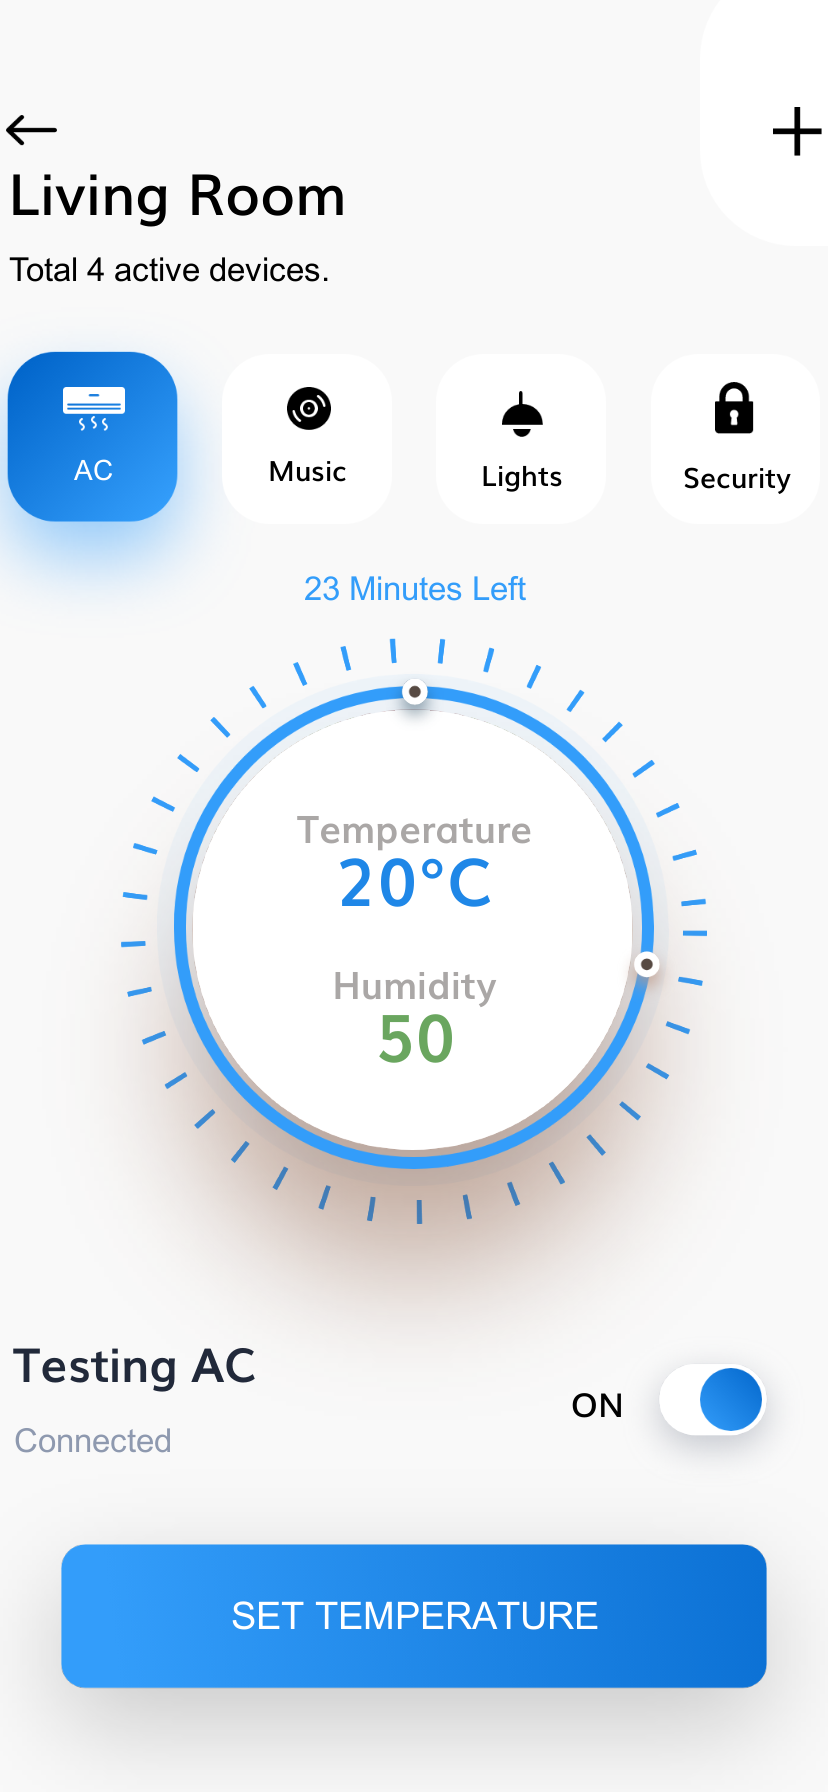 Living Room
Total 4 active devices.
AC
Music
Lights
Security
23 Minutes Left
Temperature
20°C
Humidity
50
Testing AC
ON
Connected
SET TEMPERATURE